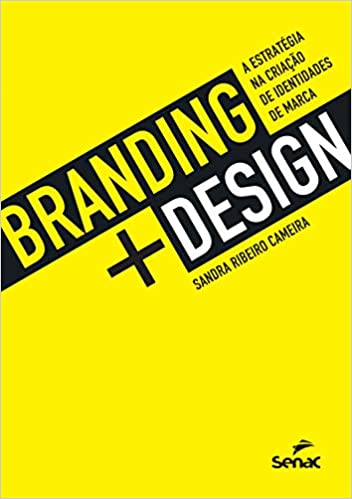 BRANDING
A ESTRATÉGIA
NA CRIAÇÃO
DE IDENTIDADES
DE MARCA
+DESIGN
SANDRA RIBEIRO CAMEIRA
senac